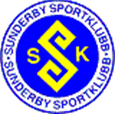 ·SUNDERBY SPORTKLUBB·
S K
SUNDERBY SPORTKLUBB